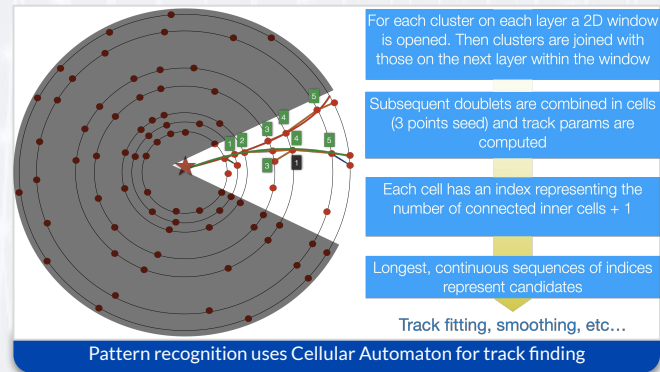 For each cluster on each layer a 2D window
is opened. Then clusters are joined with
those on the next layer within the window
Subsequent doublets are combined in cells
(3 points seed) and track params are
computed
Each cell has an index representing the
number of connected inner cells + 1
Longest, continuous sequences of indices
represent candidates
Track fitting, smoothing, etc…
5
4
3
1
2
4
5
3
1
Pattern recognition uses Cellular Automaton for track finding